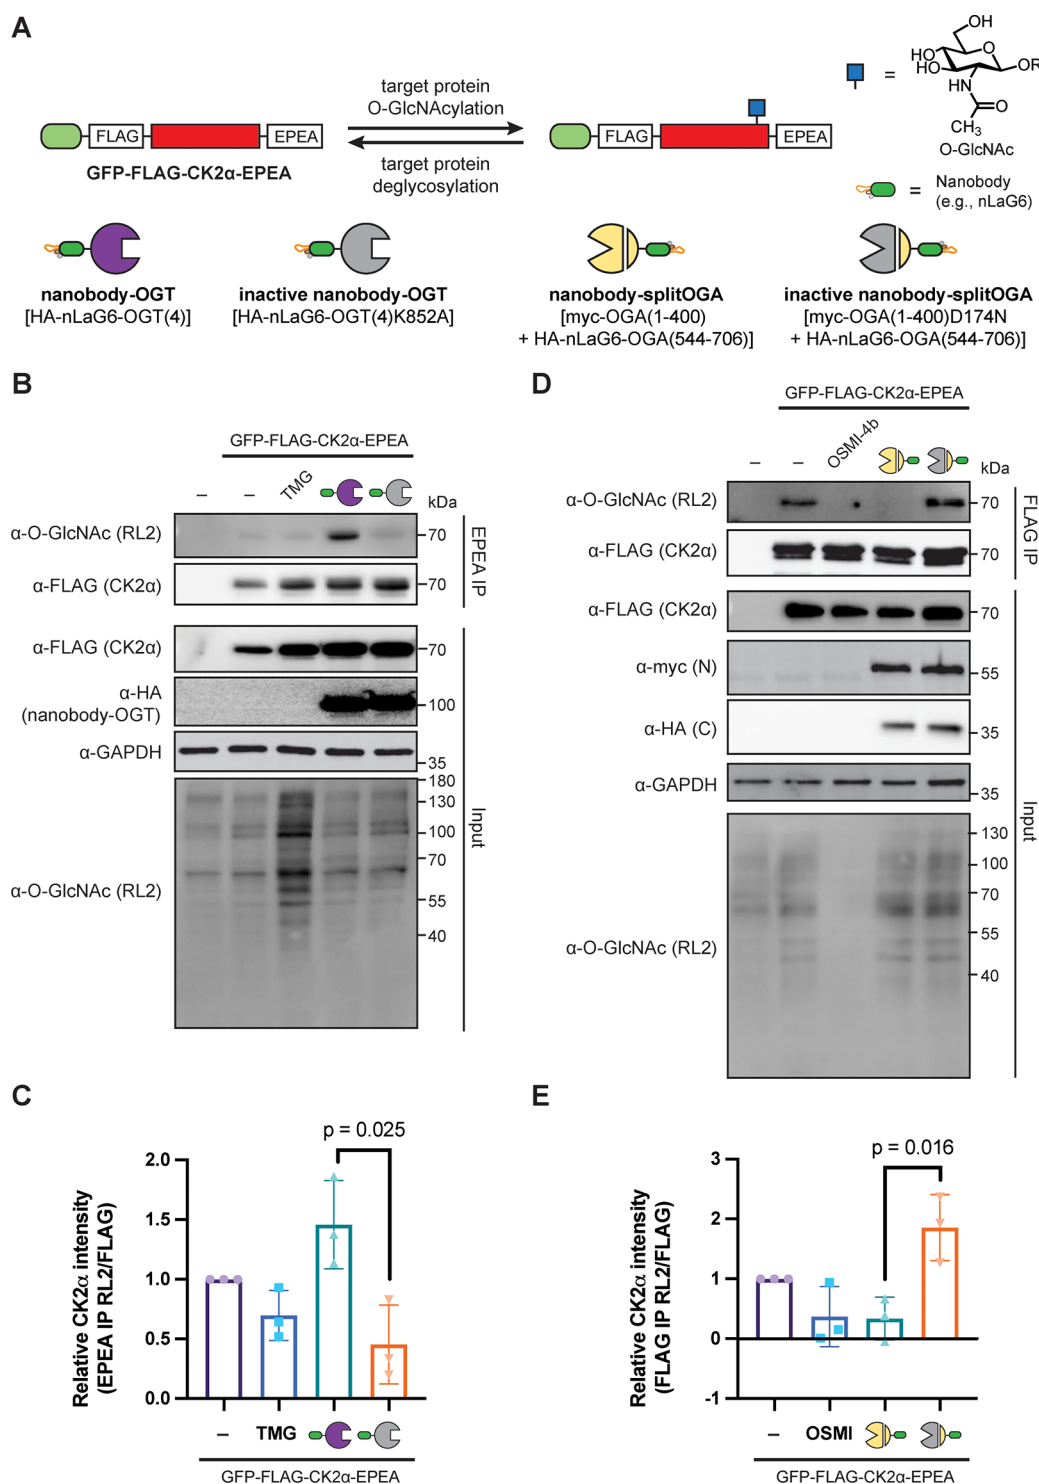 A
target protein
O-GlcNAcylation
target protein
deglycosylation
FLAG
EPEA
GFP-FLAG-CK2α-EPEA
FLAG
EPEA
=
OH
HO
HO
O
OR
HN
O
CH3
O-GlcNAc
= Nanobody
(e.g., nLaG6)
nanobody-OGT
[HA-nLaG6-OGT(4)]
inactive nanobody-OGT
[HA-nLaG6-OGT(4)K852A]
nanobody-splitOGA
[myc-OGA(1-400)
+ HA-nLaG6-OGA(544-706)]
inactive nanobody-splitOGA
[myc-OGA(1-400)D174N
+ HA-nLaG6-OGA(544-706)]
B
GFP-FLAG-CK2α-EPEA
– – TMG
kDa
α-O-GlcNAc (RL2)
70
α-FLAG (CK2α)
70
EPEA IP
α-FLAG (CK2α)
70
α-HA
(nanobody-OGT)
100
α-GAPDH
35
α-O-GlcNAc (RL2)
180
130
100
70
55
40
Input
D
GFP-FLAG-CK2α-EPEA
– – OSMI-4b
kDa
α-O-GlcNAc (RL2)
70
α-FLAG (CK2α)
70
FLAG IP
α-FLAG (CK2α)
70
α-myc (N)
55
α-HA (C)
35
α-GAPDH
35
α-O-GlcNAc (RL2)
130
100
70
55
40
Input
C
p = 0.025
Relative CK2α intensity
(EPEA IP RL2/FLAG)
2.0
1.5
1.0
0.5
0.0
– TMG
GFP-FLAG-CK2α-EPEA
E
p = 0.016
Relative CK2α intensity
(FLAG IP RL2/FLAG)
3
2
1
0
-1
– OSMI
GFP-FLAG-CK2α-EPEA